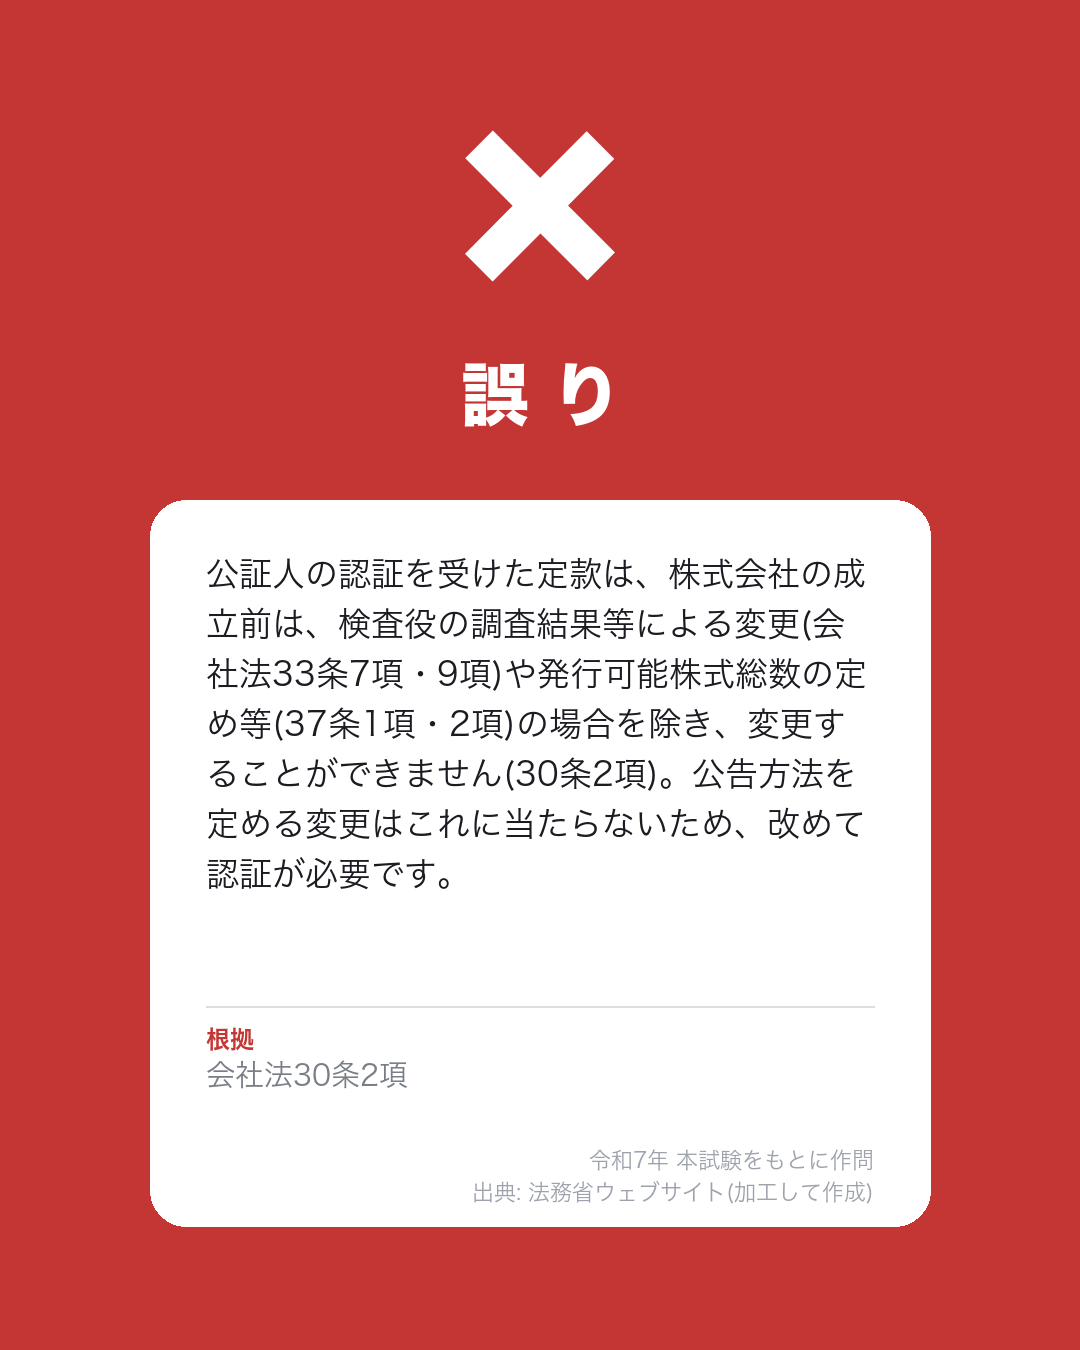 誤り
公証人の認証を受けた定款は、株式会社の成
立前は、検査役の調査結果等による変更(会
社法33条7項・9項)や発行可能株式総数の定
め等(37条1項・2項)の場合を除き、変更す
ることができません(30条2項)。公告方法を
定める変更はこれに当たらないため、改めて
認証が必要です。
根拠
会社法30条2項
令和7年 本試験をもとに作問
出典: 法務省ウェブサイト(加工して作成)